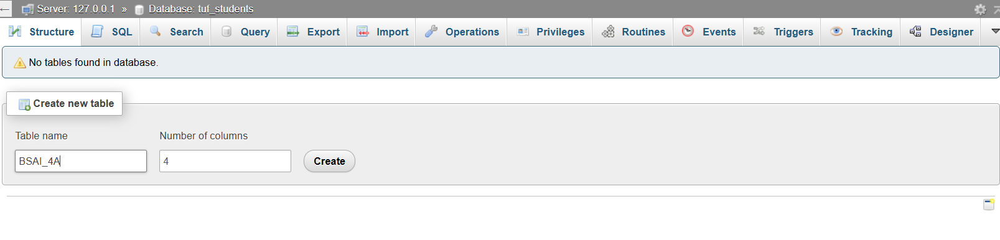 Server: 127.0.0.1 » Database: tuf_students
Structure SQL Search Query Export Import Operations Privileges Routines Events Triggers Tracking Designer
No tables found in database.
Create new table
Table name Number of columns
BSAI_4A 4 Create